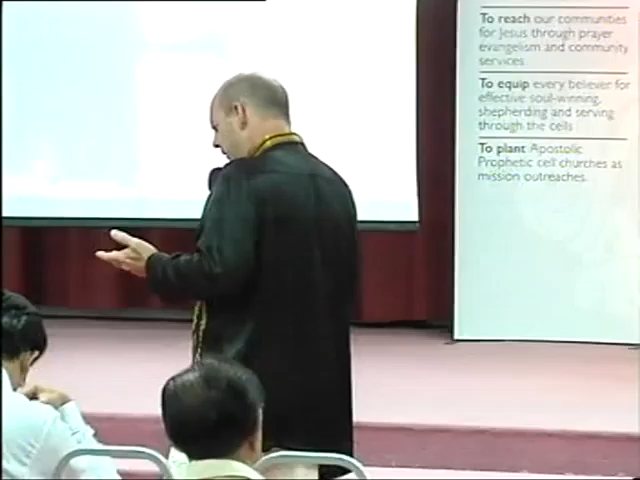 To reach our communities
for Jesus through prayer
evangelism and community
services
To equip every believer for
effective soul-winning,
shepherding and serving
through the cells
To plant Apostolic
Prophetic cell churches as
mission outreaches.